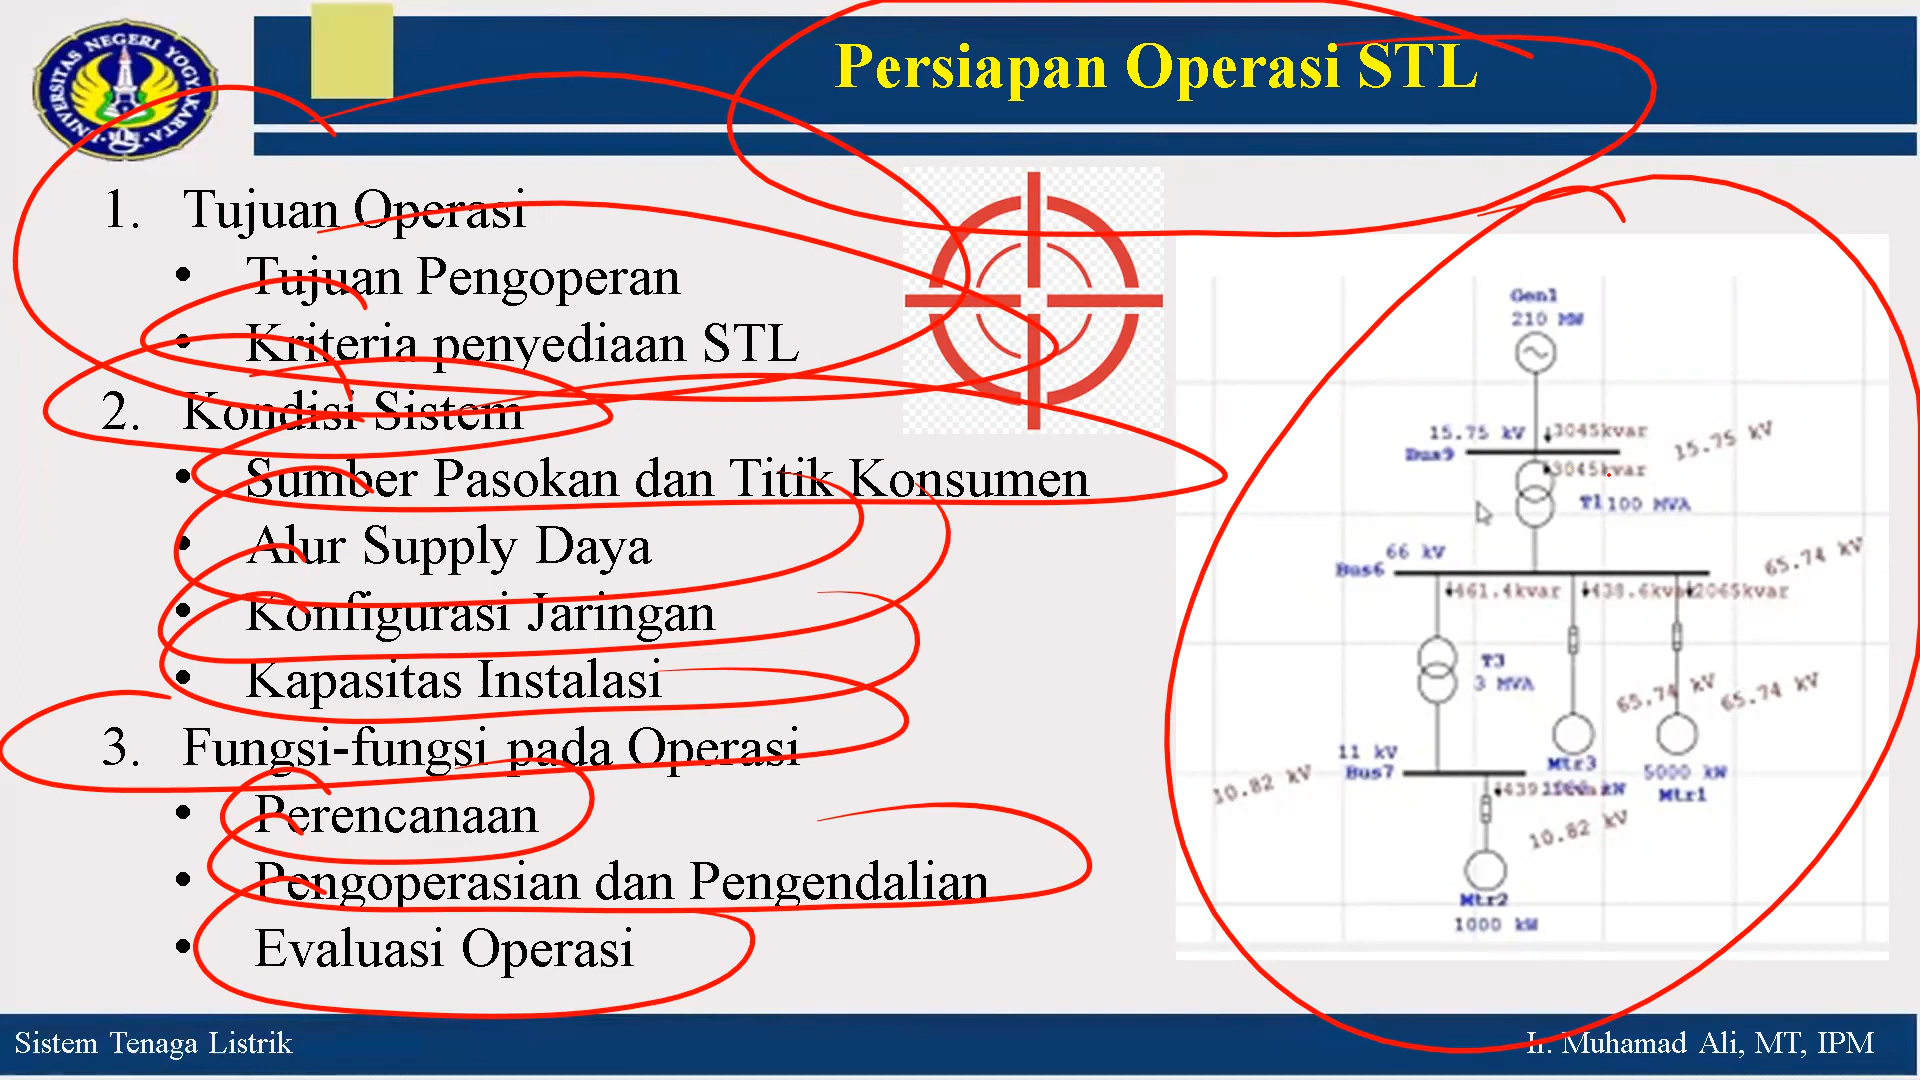 UNIVERSITAS NEGERI YOGYAKARTA
Persiapan Operasi STL
1. Tujuan Operasi
• Tujuan Pengoperan
• Kriteria penyediaan STL
2. Kondisi Sistem
• Sumber Pasokan dan Titik Konsumen
• Alur Supply Daya
• Konfigurasi Jaringan
• Kapasitas Instalasi
3. Fungsi-fungsi pada Operasi
• Perencanaan
• Pengoperasian dan Pengendalian
• Evaluasi Operasi
Gen1
210 MW
15.75 kV
3045kvar
15.75 kV
Bus9
3045kvar
T1 100 MVA
66 kV
65.74 kV
Bus6
461.4kvar
2065kvar
T3
3 MVA
65.74 kV
65.74 kV
11 kV
Bus7
10.82 kV
Mtr3
5000 kW
Mtr1
10.82 kV
Mtr2
1000 kW
Sistem Tenaga Listrik
Ir. Muhamad Ali, MT, IPM